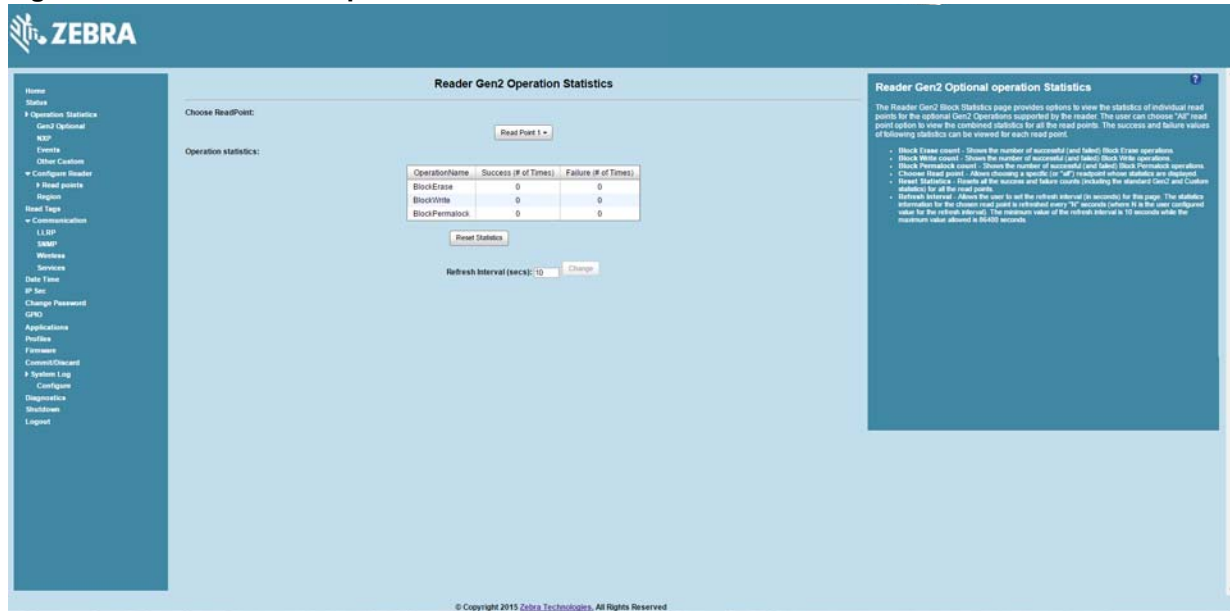 ZEBRA
Home
Status
Operation Statistics
Gen2 Optional
NXP
Events
Other Custom
Configure Reader
Read points
Region
Read Tags
Communication
LLRP
SNMP
Wireless
Services
Date Time
IP Sec
Change Password
GPIO
Applications
Profiles
Firmware
Commit/Discard
System Log
Configure
Diagnostics
Shutdown
Logout
Reader Gen2 Operation Statistics
Choose ReadPoint:
Read Point 1
Operation statistics:
OperationName Success (# of Times) Failure (# of Times)
BlockErase 0 0
BlockWrite 0 0
BlockPermalock 0 0
Reset Statistics
Refresh Interval (secs): 10 Change
?
Reader Gen2 Optional operation Statistics
The Reader Gen2 Block Statistics page provides options to view the statistics of individual read
points for the optional Gen2 Operations supported by the reader. The user can choose "All" read
point option to view the combined statistics for all the read points. The success and failure values
of following statistics can be viewed for each read point.
• Block Erase count - Shows the number of successful (and failed) Block Erase operations.
• Block Write count - Shows the number of successful (and failed) Block Write operations.
• Block Permalock count - Shows the number of successful (and failed) Block Permalock operations.
• Choose Read point - Allows choosing a specific (or "all") readpoint whose statistics are displayed.
• Reset Statistics - Resets all the success and failure counts (including the standard Gen2 and Custom
statistics) for all the read points.
• Refresh Interval - Allows the user to set the refresh interval (in seconds) for this page. The statistics
information for the chosen read point is refreshed every "N" seconds (where N is the user configured
value for the refresh interval). The minimum value of the refresh interval is 10 seconds while the
maximum value allowed is 86400 seconds.
© Copyright 2015 Zebra Technologies, All Rights Reserved